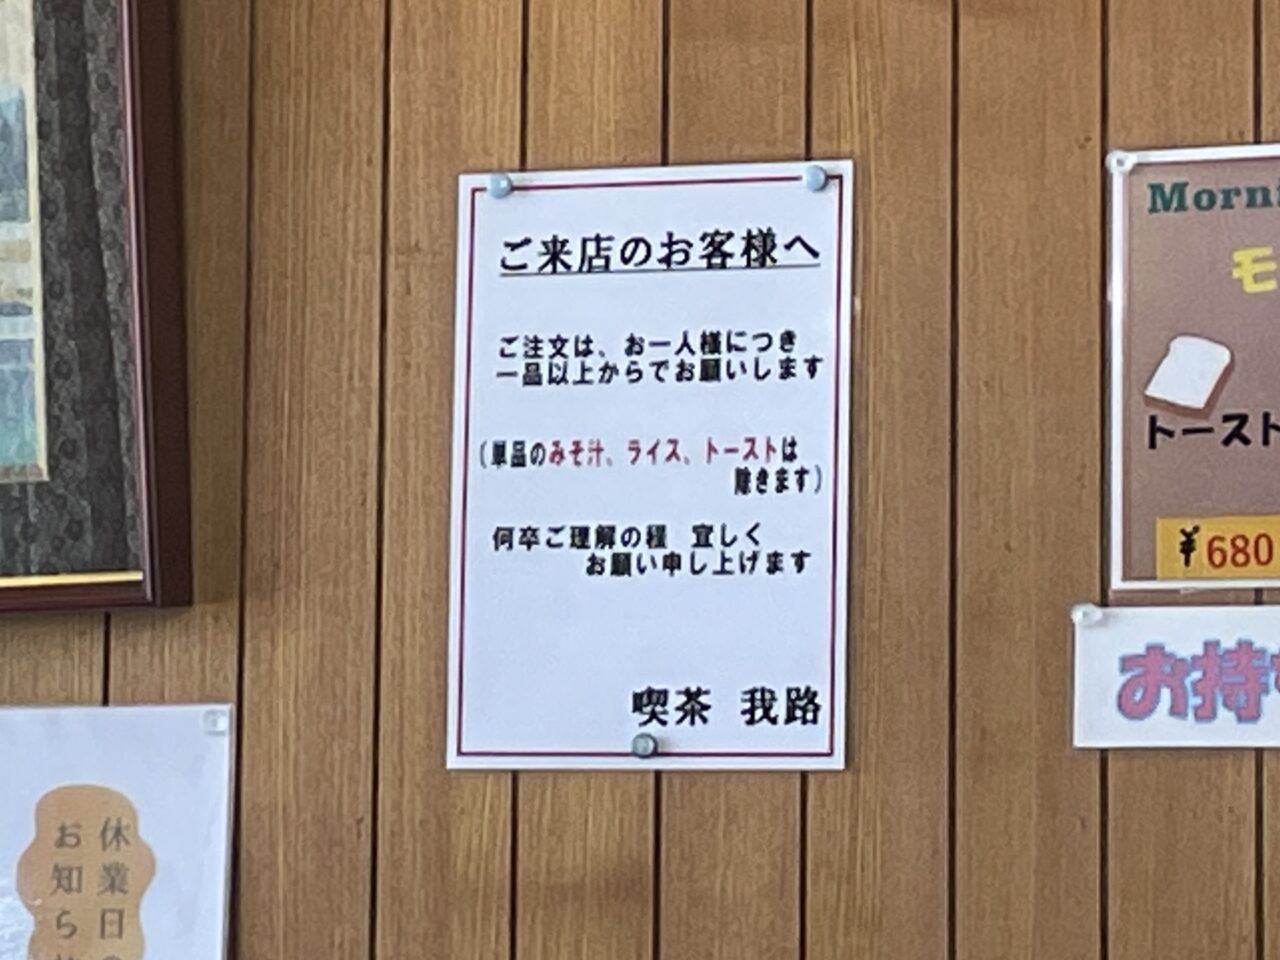 ご来店のお客様へ
ご注文は、お一人様につき
一品以上からでお願いします
(単品のみそ汁、ライス、トーストは
除きます)
何卒ご理解の程 宜しく
お願い申し上げます
喫茶 我路
Morni
モ
トースト
¥680
お持ち
休業日の
お知らせ